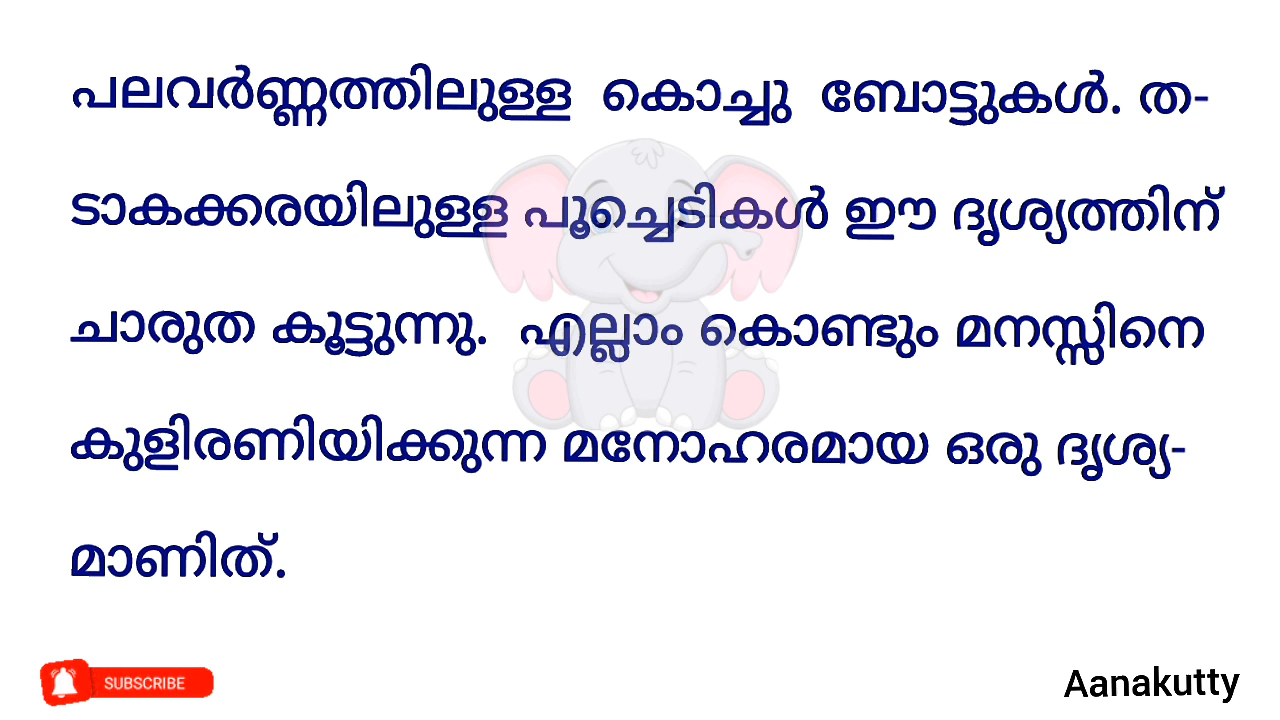 പലവർണ്ണത്തിലുള്ള കൊച്ചു ബോട്ടുകൾ. ത-
ടാകക്കരയിലുള്ള പൂച്ചെടികൾ ഈ ദൃശ്യത്തിന്
ചാരുത കൂട്ടുന്നു. എല്ലാം കൊണ്ടും മനസ്സിനെ
കുളിരണിയിക്കുന്ന മനോഹരമായ ഒരു ദൃശ്യ-
മാണിത്.
SUBSCRIBE
Aanakutty